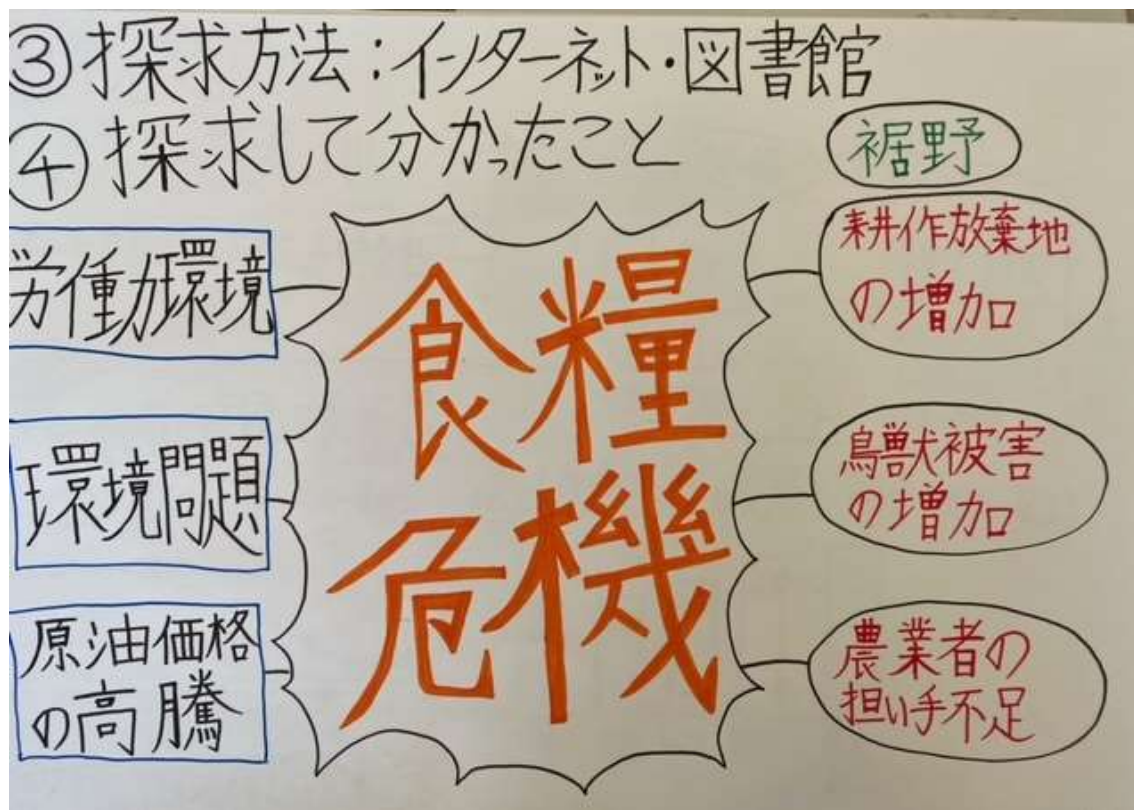 ③探求方法:インターネット・図書館
④探求して分かったこと
裾野
労働環境
環境問題
原油価格
の高騰
食糧
危機
耕作放棄地
の増加
鳥獣被害
の増加
農業者の
担い手不足